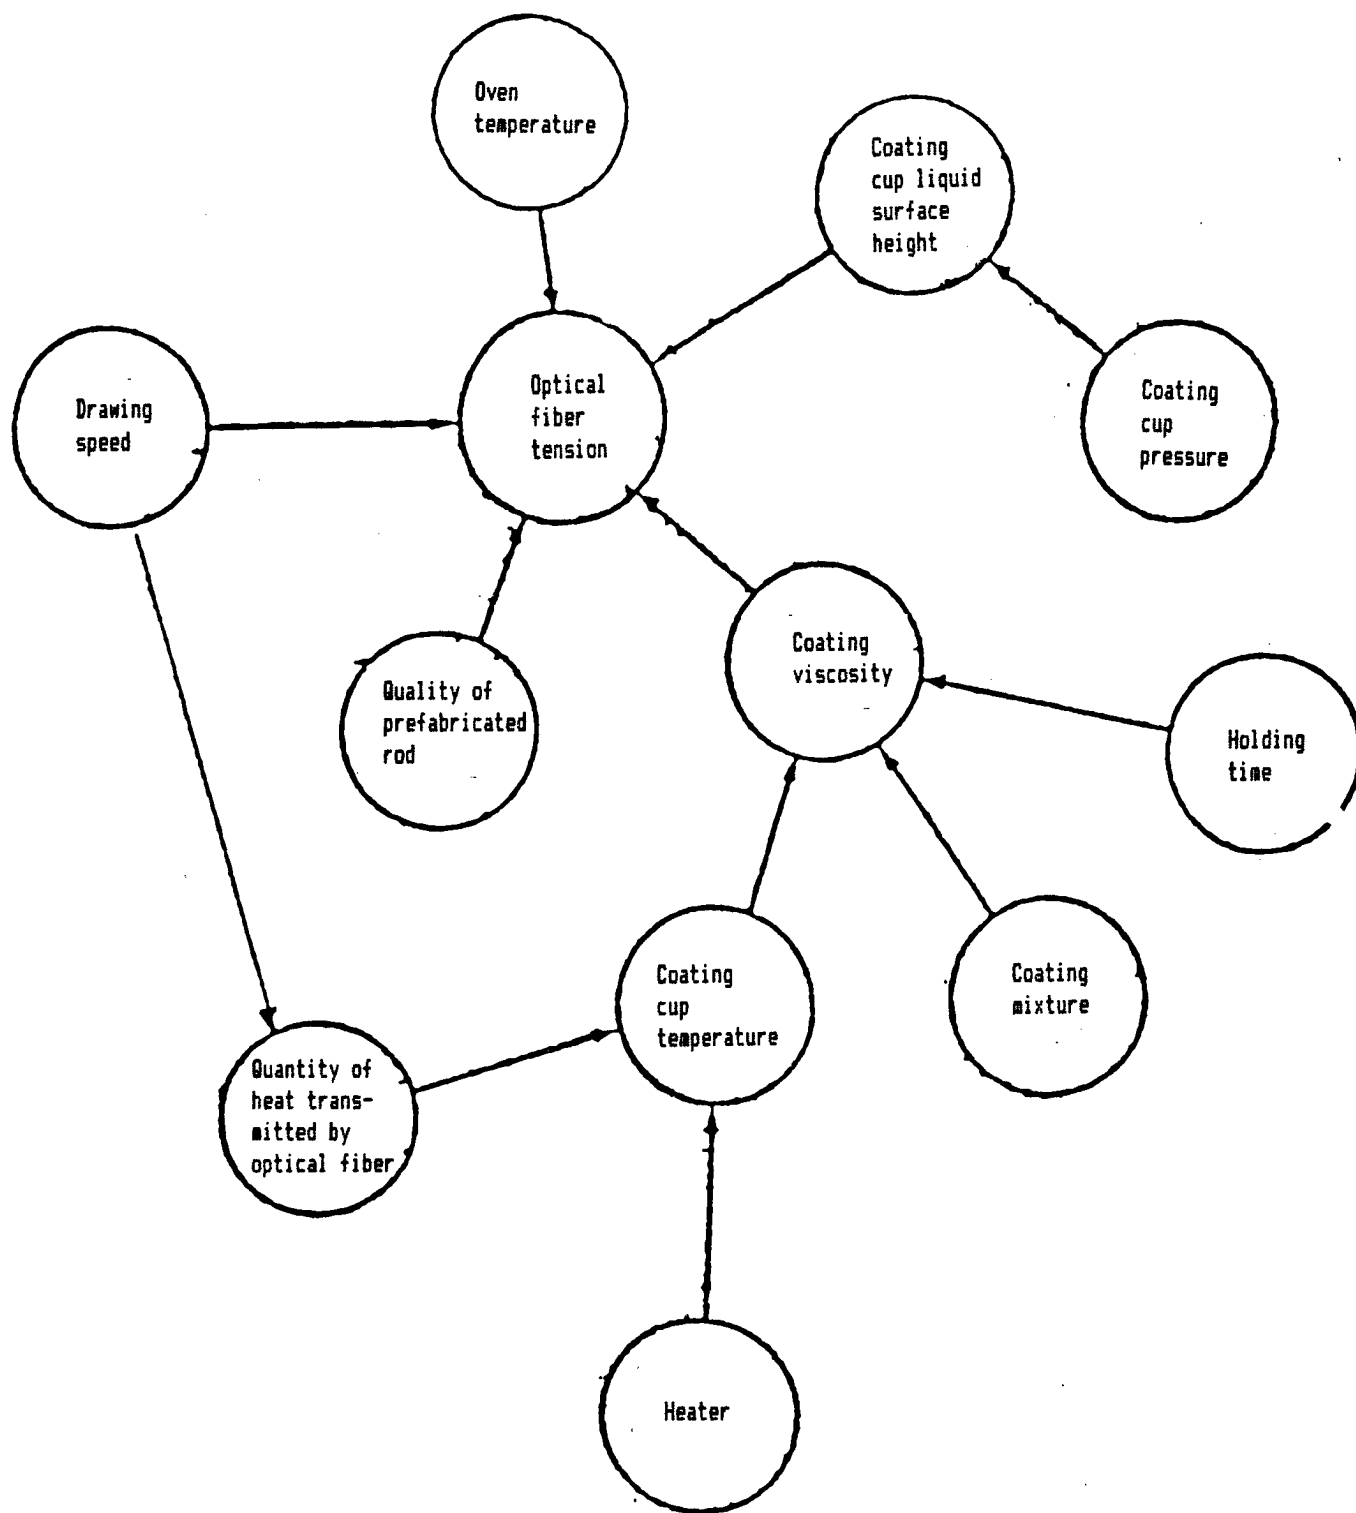 Oven
temperature
Coating
cup liquid
surface
height
Drawing
speed
Optical
fiber
tension
Coating
cup
pressure
Quality of
prefabricated
rod
Coating
viscosity
Holding
time
Coating
cup
temperature
Coating
mixture
Quantity of
heat trans-
mitted by
optical fiber
Heater